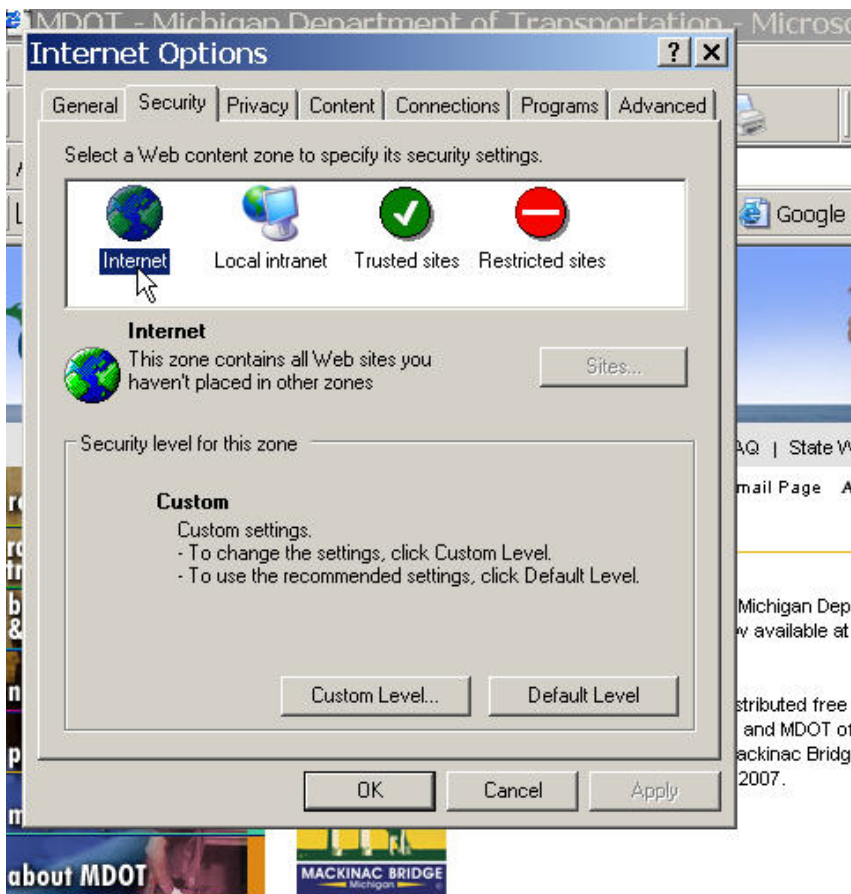 MDOT - Michigan Department of Transportation - Microso
Internet Options
General Security Privacy Content Connections Programs Advanced
Select a Web content zone to specify its security settings.
Internet Local intranet Trusted sites Restricted sites
Google
Internet
This zone contains all Web sites you
haven't placed in other zones
Sites...
Security level for this zone
AQ | State W
mail Page A
Custom
Custom settings.
- To change the settings, click Custom Level.
- To use the recommended settings, click Default Level.
Michigan Dep
w available at
Custom Level... Default Level
stributed free
and MDOT of
ackinac Bridg
2007.
OK Cancel Apply
about MDOT
MACKINAC BRIDGE
Michigan